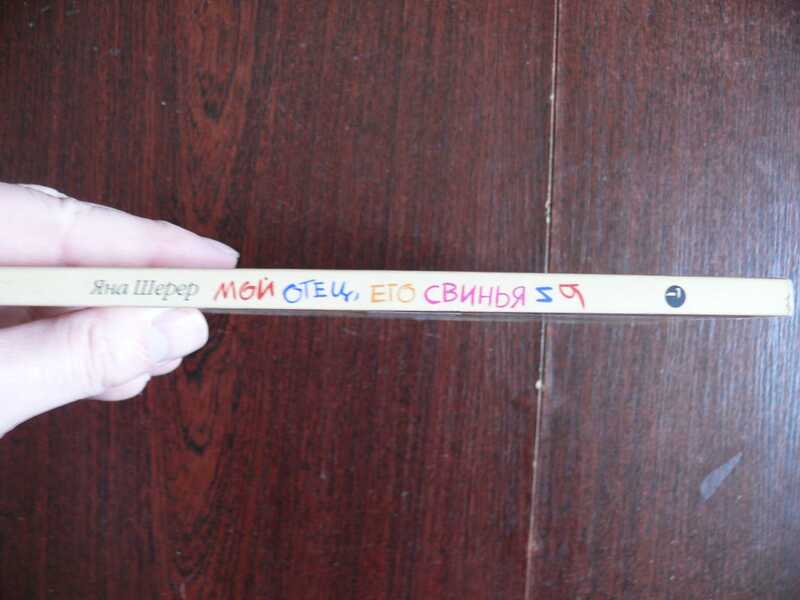 Яна Шерер МОЙ ОТЕЦ, ЕГО СВИНЬЯ И Я